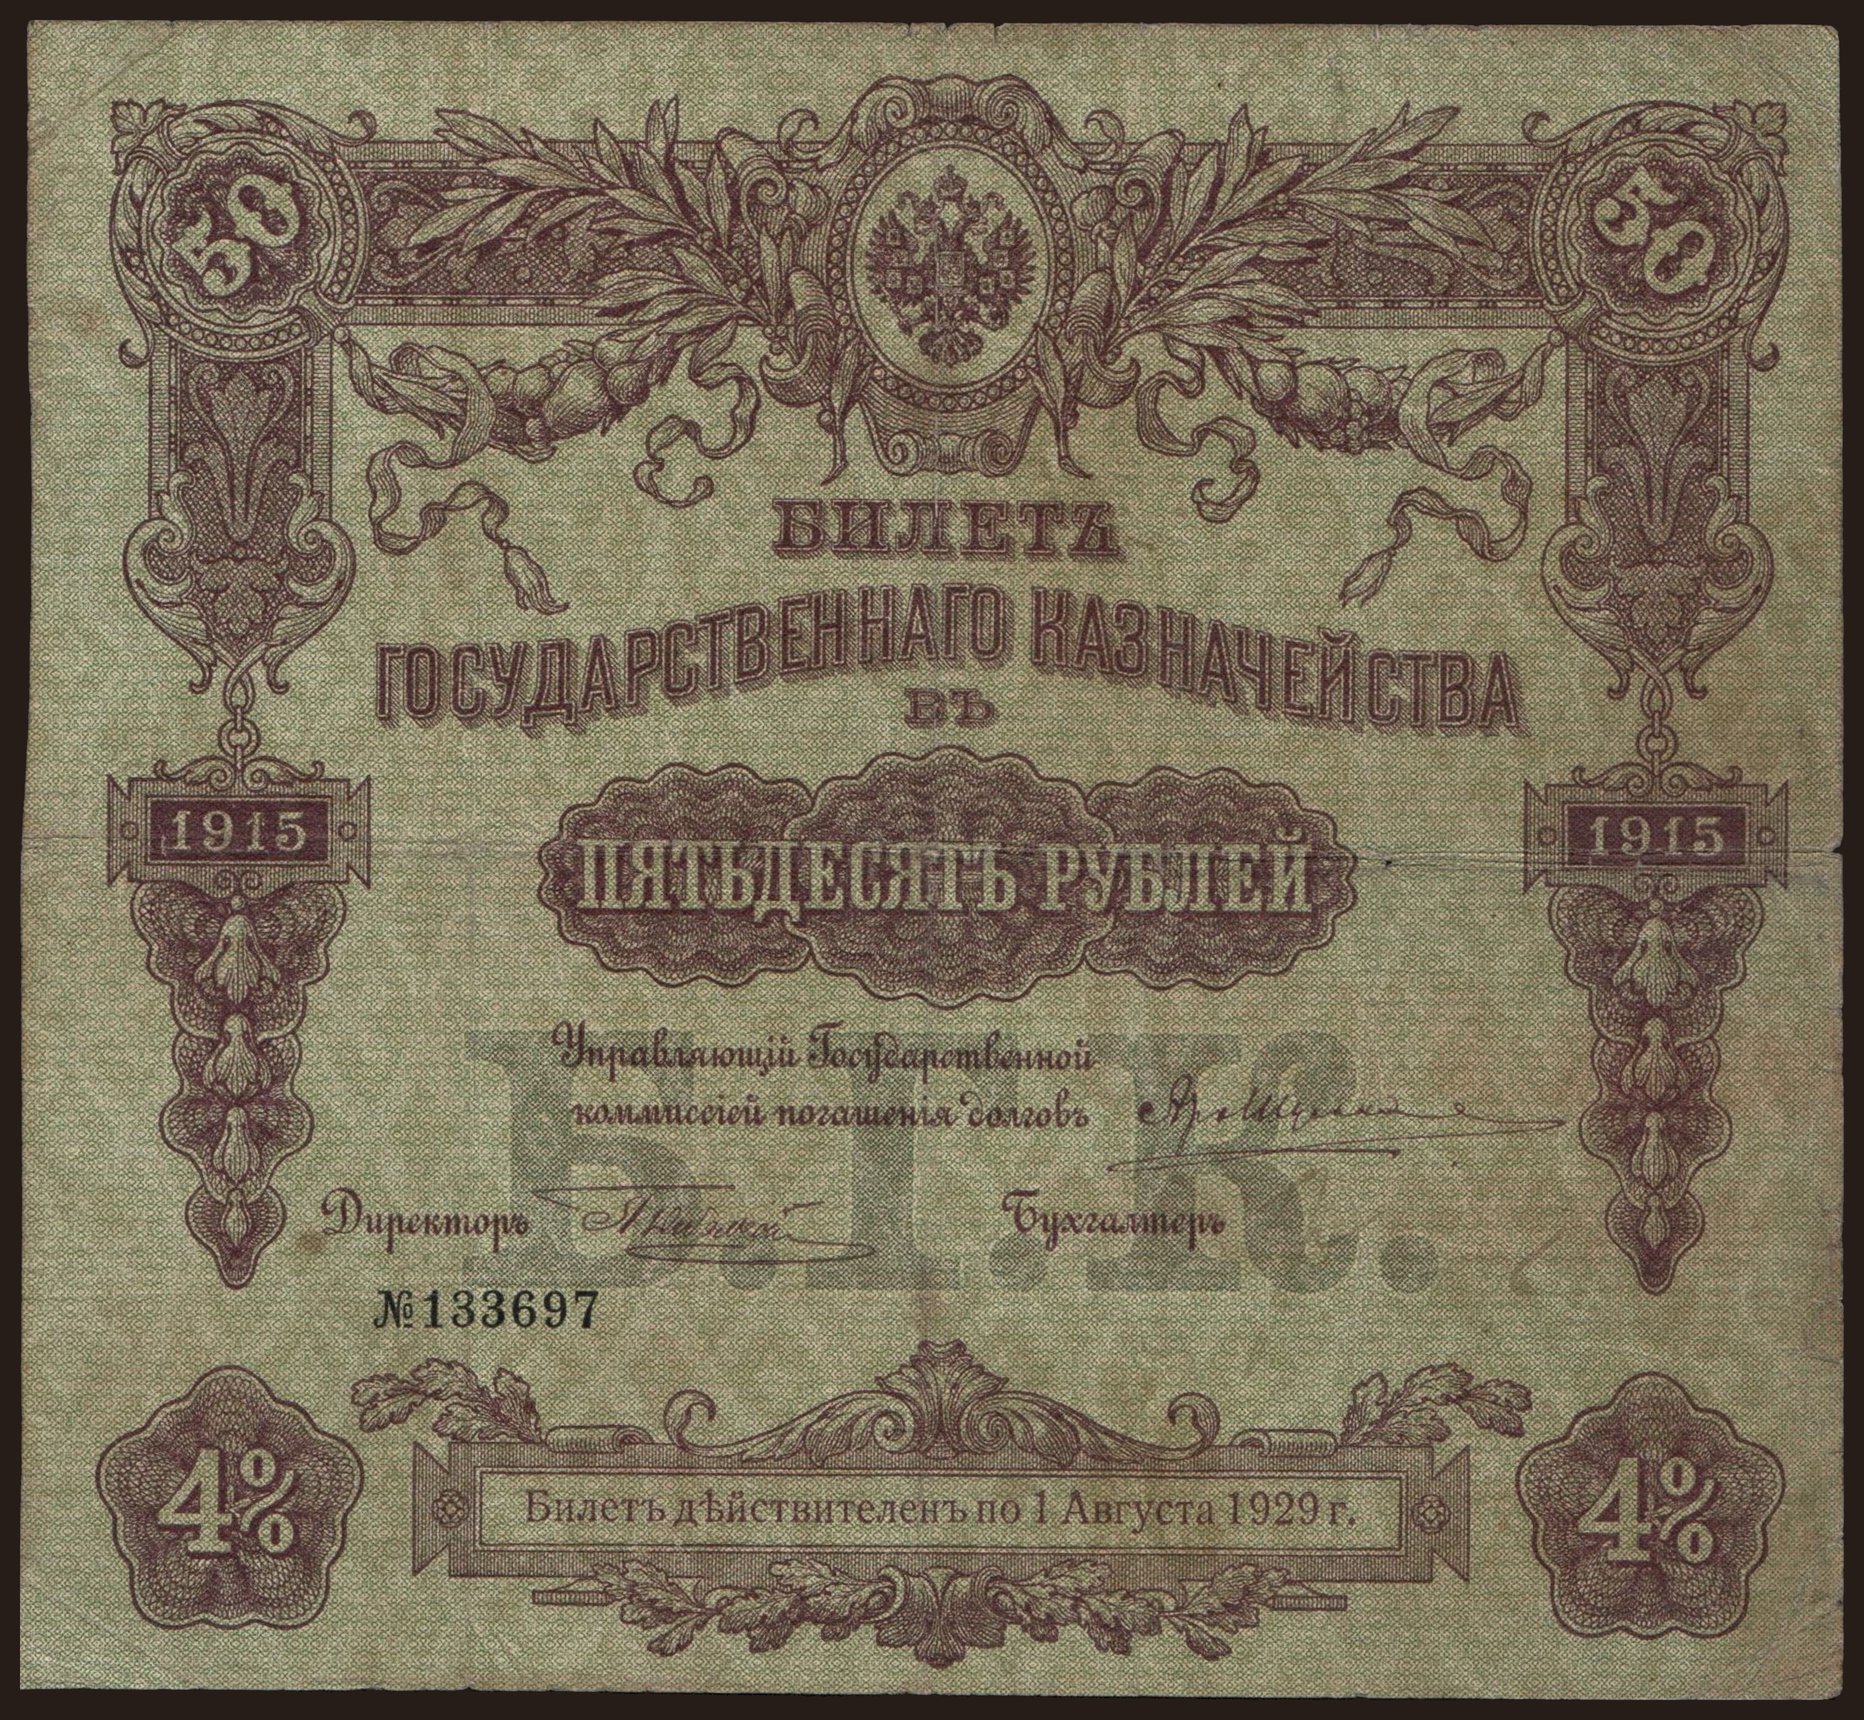 50 50
БИЛЕТЪ
ГОСУДАРСТВЕННАГО КАЗНАЧЕЙСТВА
ВЪ
1915 1915
ПЯТЬДЕСЯТЪ РУБЛЕЙ
Управляющій Государственной
коммиссіей погашенія долговъ
Директоръ Бухгалтеръ
Б.Г.К.
№133697
4% 4%
Билетъ дѣйствителенъ по 1 Августа 1929 г.